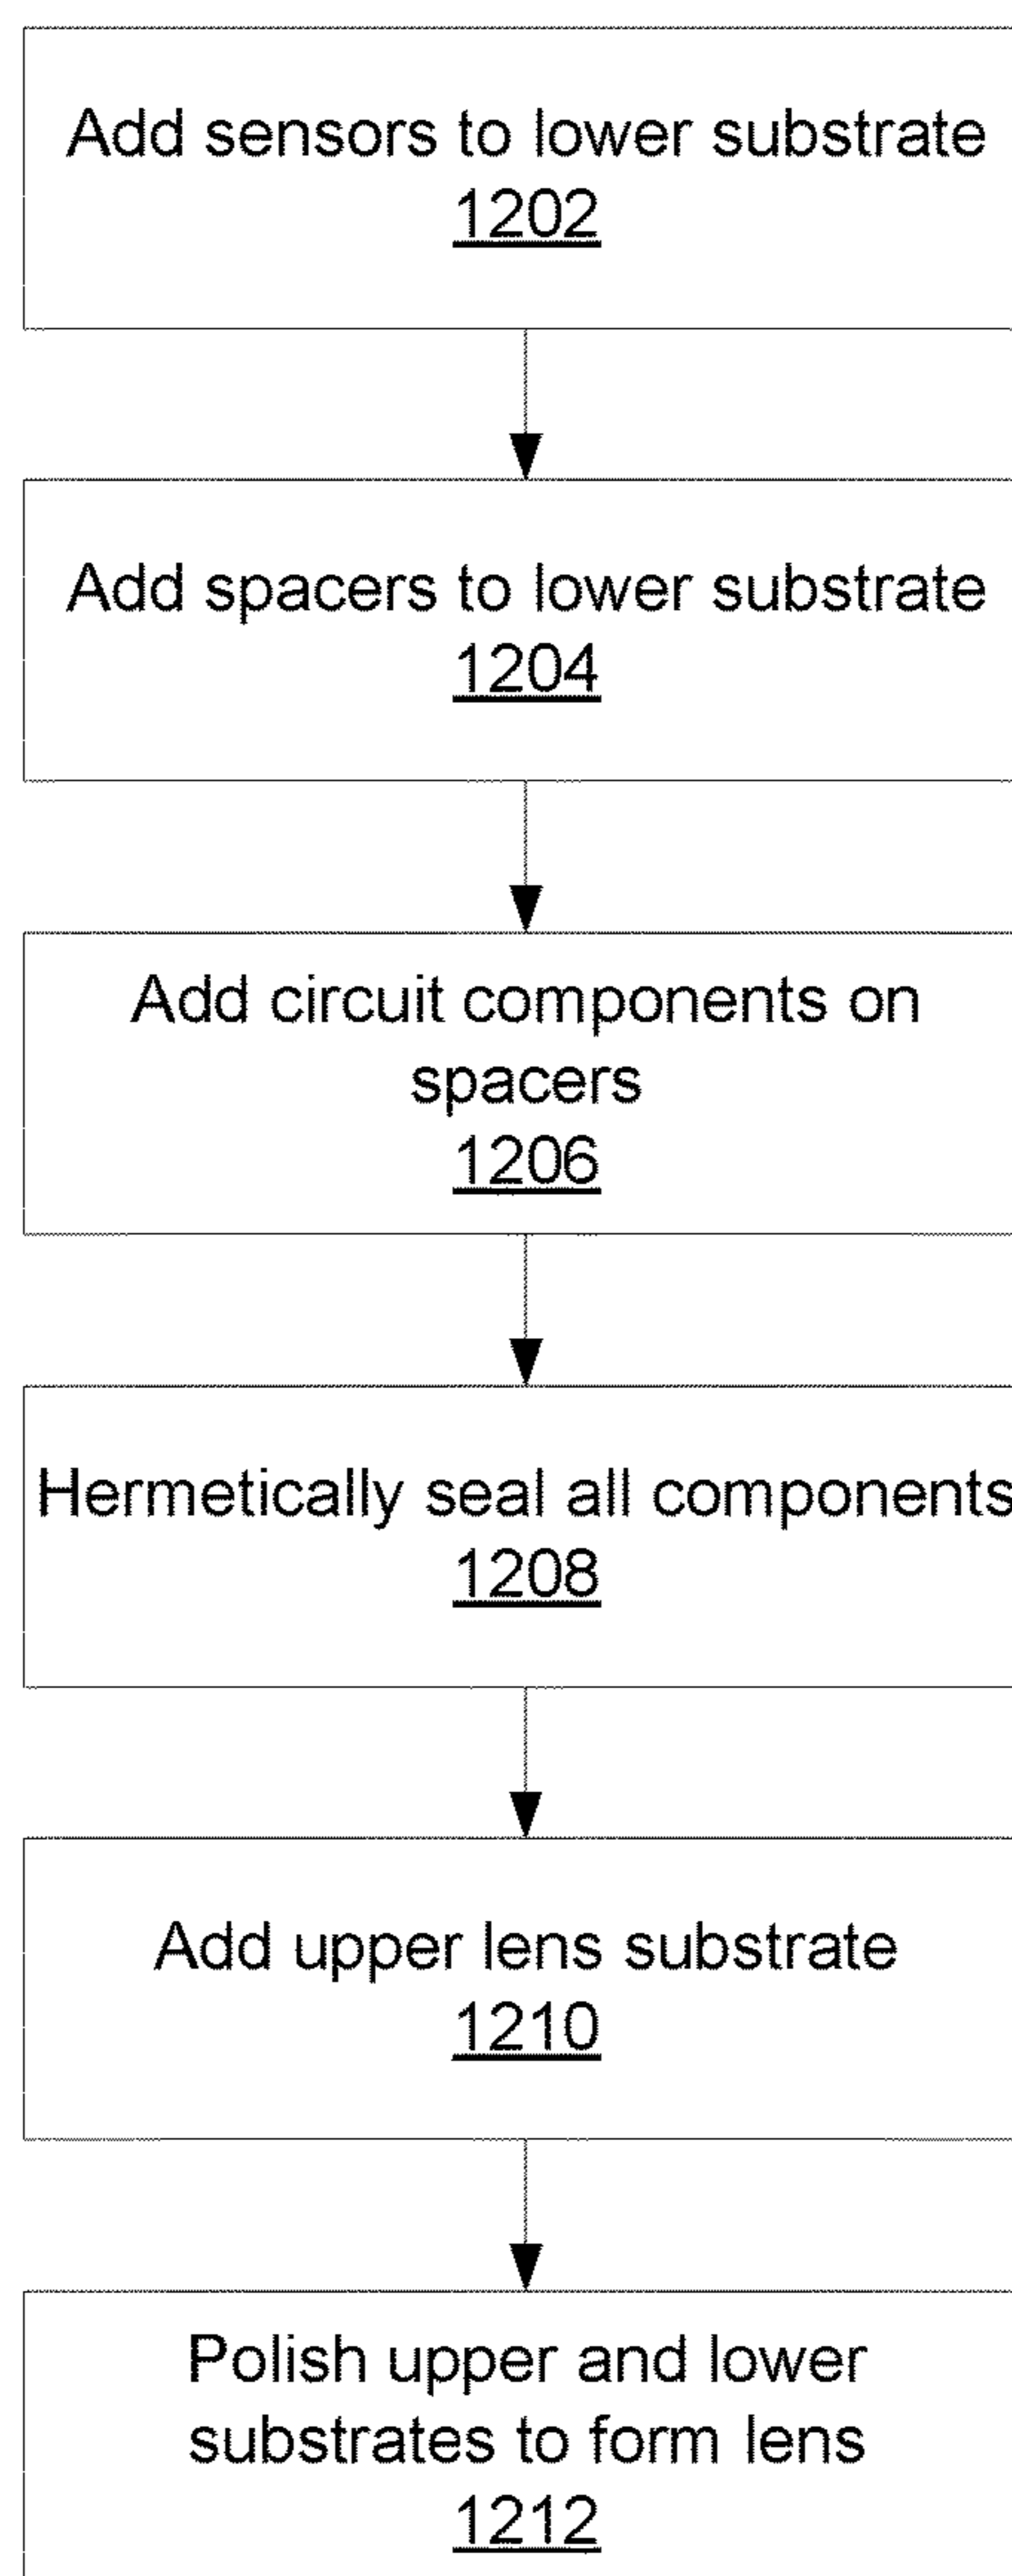 Add sensors to lower substrate
1202
Add spacers to lower substrate
1204
Add circuit components on
spacers
1206
Hermetically seal all components
1208
Add upper lens substrate
1210
Polish upper and lower
substrates to form lens
1212